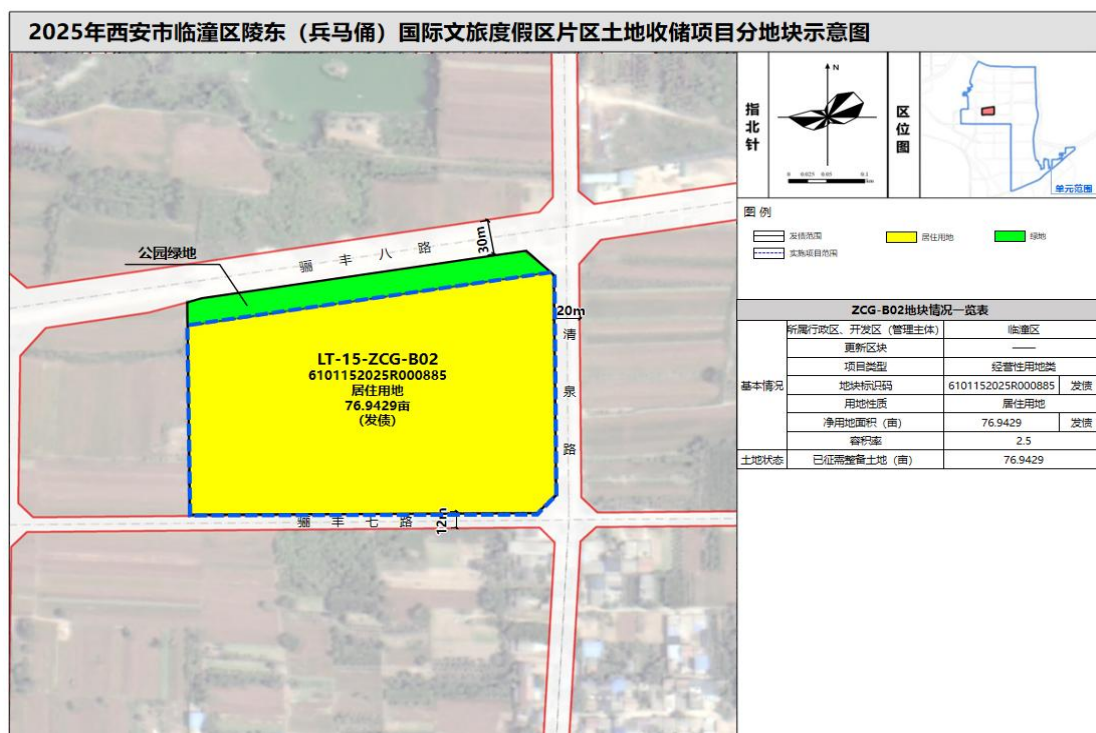 2025年西安市临潼区陵东（兵马俑）国际文旅度假区片区土地收储项目分地块示意图
指北针
N
0 0.025 0.05 0.1
km
区位图
单元范围
图 例
发债范围
居住用地
绿地
实施项目范围
公园绿地
骊丰八路
30m
20m
清泉路
LT-15-ZCG-B02
6101152025R000885
居住用地
76.9429亩
(发债)
骊丰七路
12m
ZCG-B02地块情况一览表
基本情况 所属行政区、开发区（管理主体） 临潼区
更新区块 ——
项目类型 经营性用地类
地块标识码 6101152025R000885 发债
用地性质 居住用地
净用地面积（亩） 76.9429 发债
容积率 2.5
土地状态 已征需整备土地（亩） 76.9429